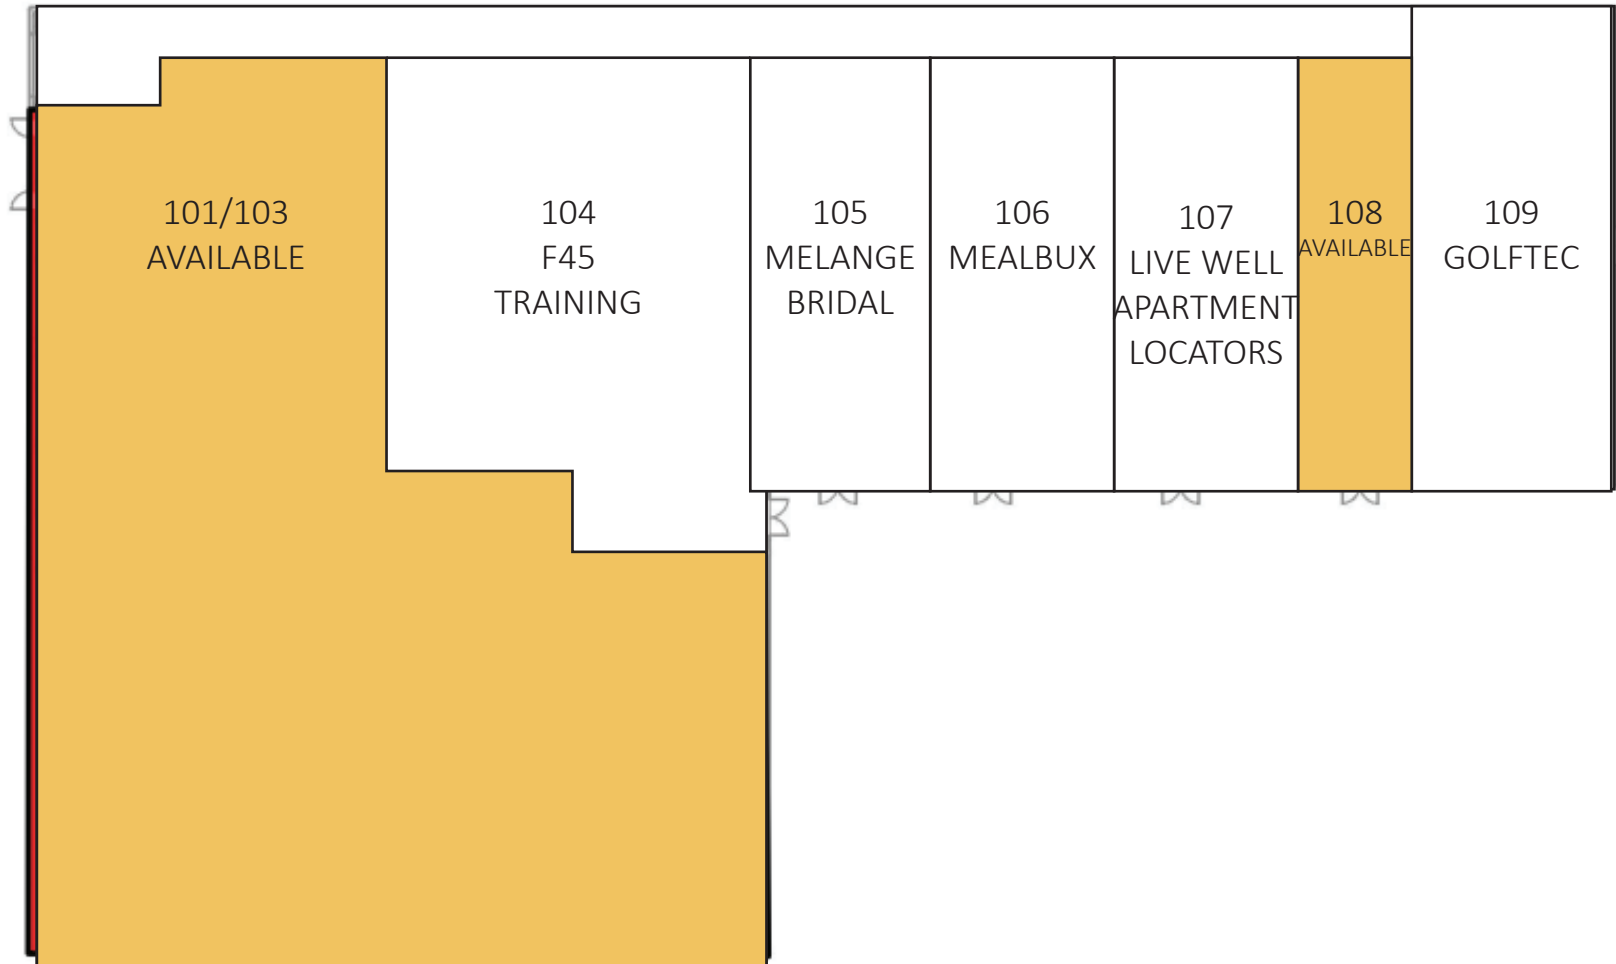 101/103
AVAILABLE
104
F45
TRAINING
105
MELANGE
BRIDAL
106
MEALBUX
107
LIVE WELL
APARTMENT
LOCATORS
108
AVAILABLE
109
GOLFTEC